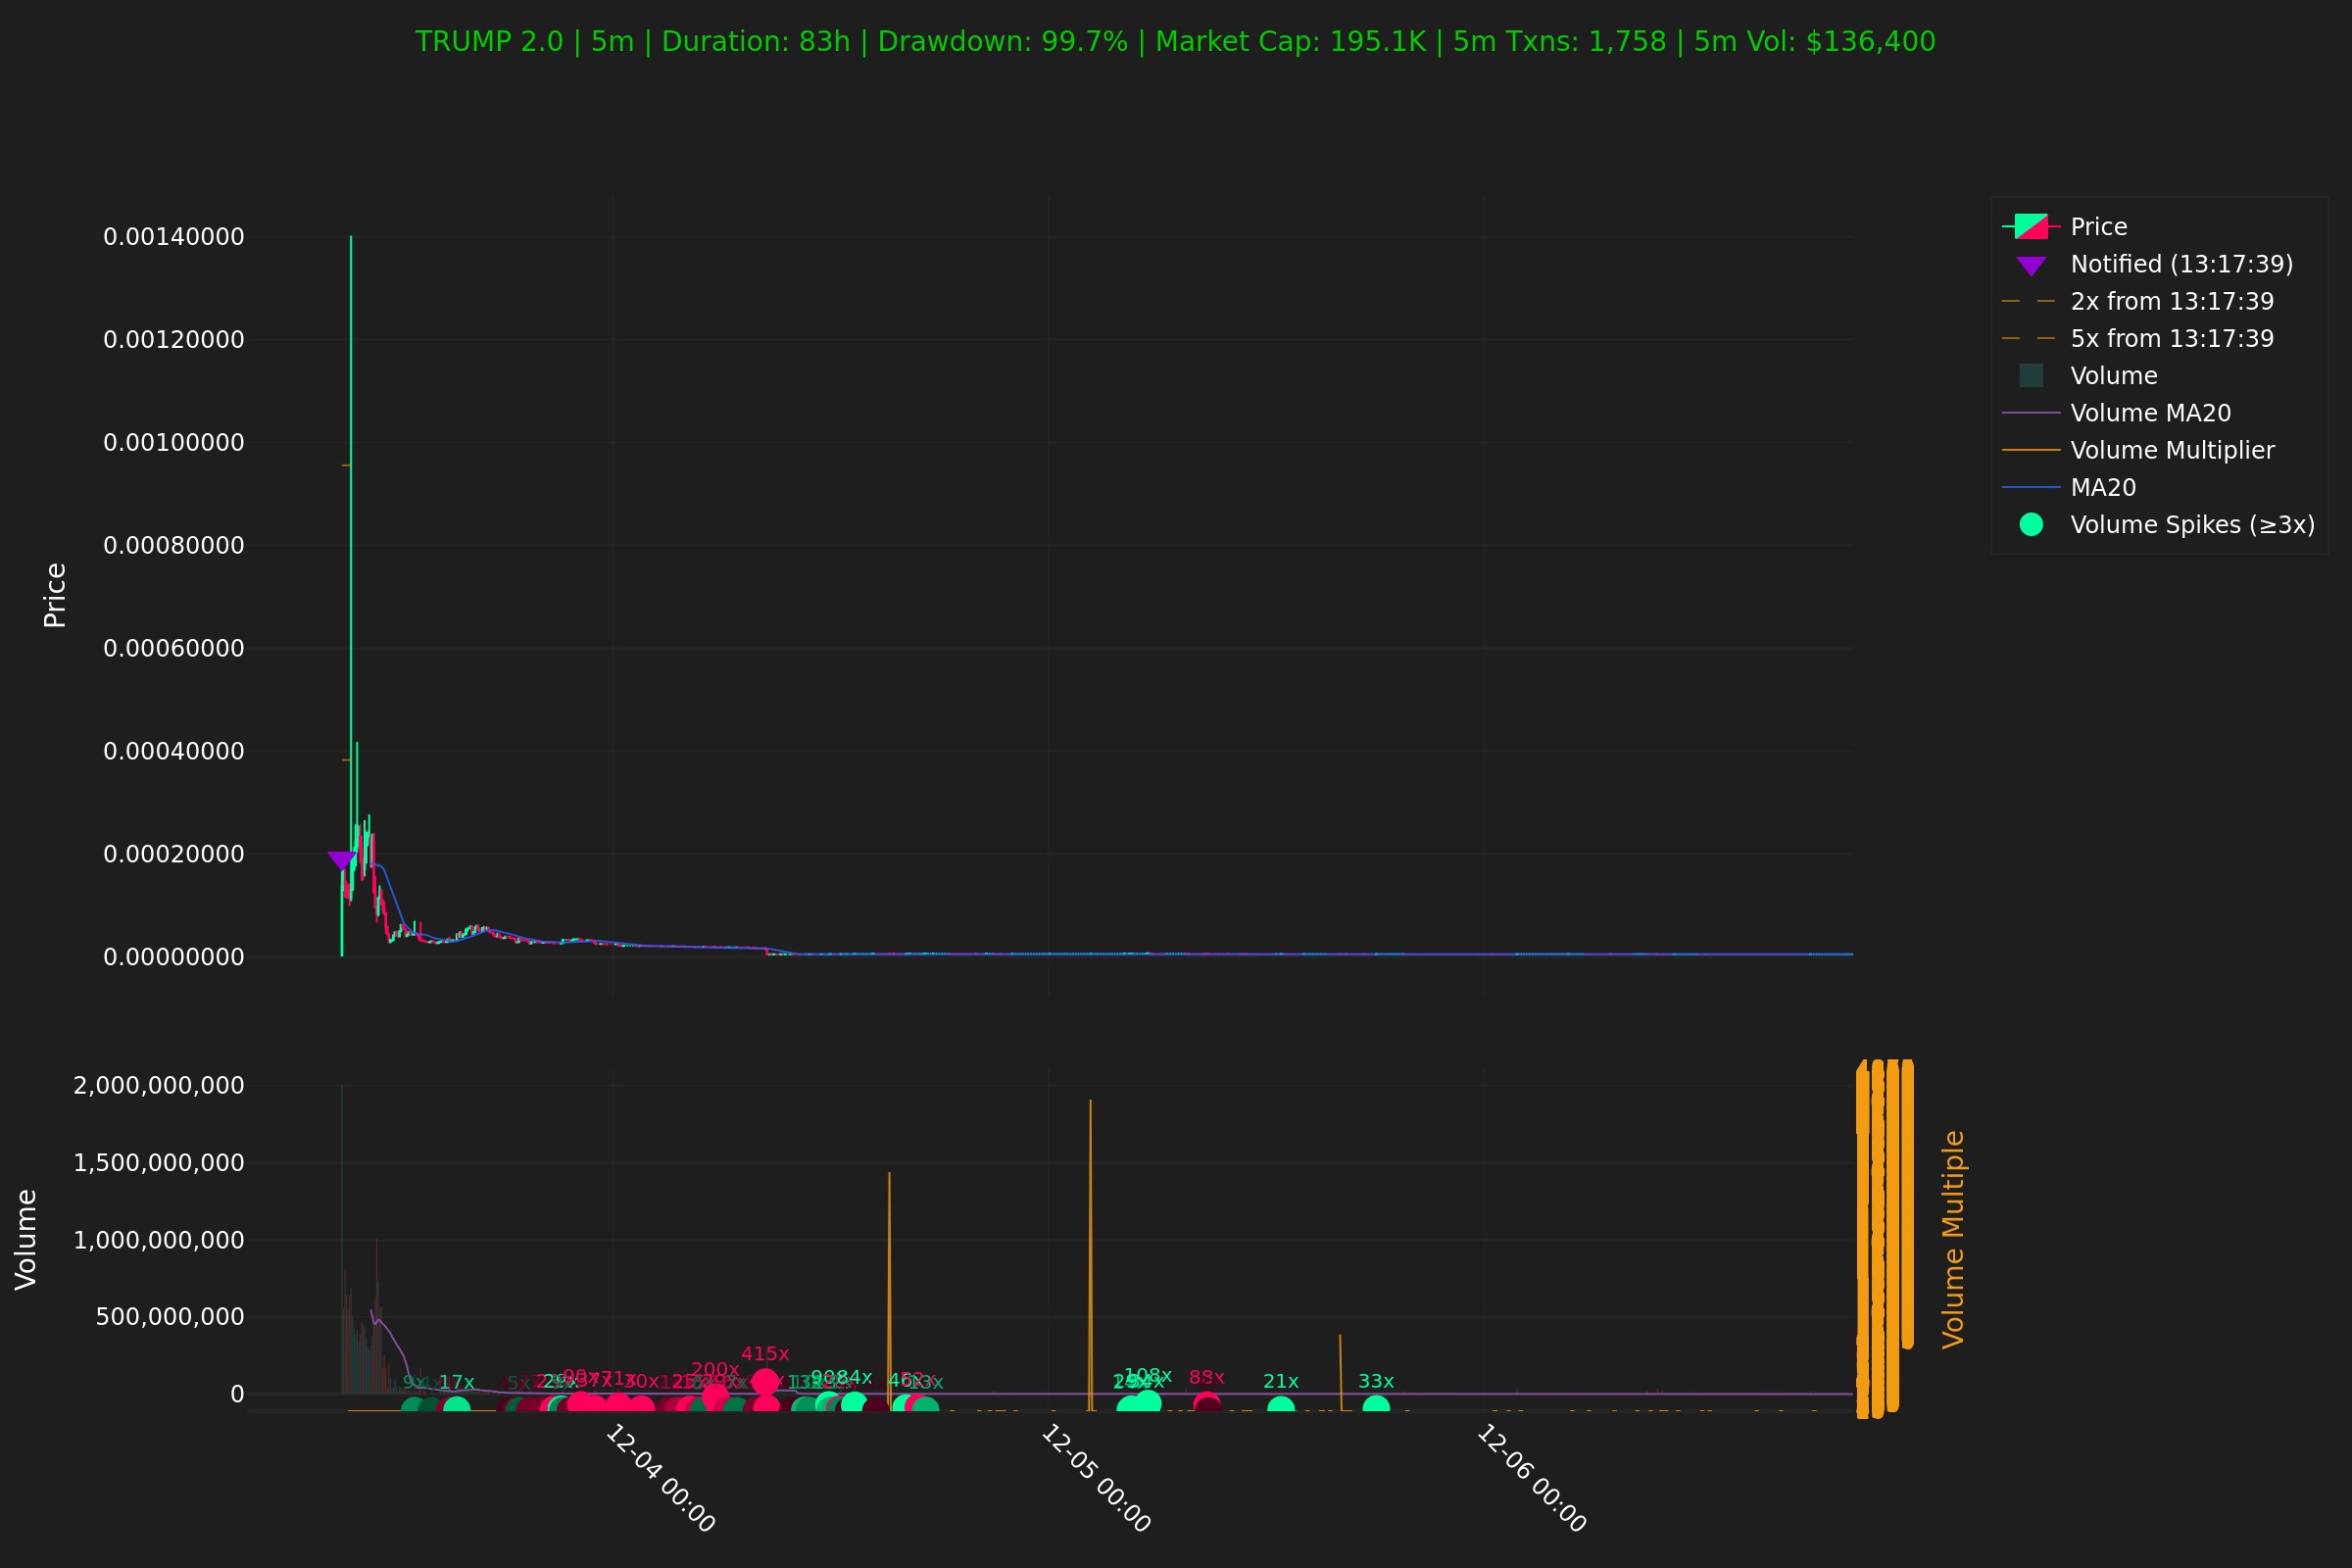 TRUMP 2.0 | 5m | Duration: 83h | Drawdown: 99.7% | Market Cap: 195.1K | 5m Txns: 1,758 | 5m Vol: $136,400
Price
0.00140000
0.00120000
0.00100000
0.00080000
0.00060000
0.00040000
0.00020000
0.00000000
Price
Notified (13:17:39)
2x from 13:17:39
5x from 13:17:39
Volume
Volume MA20
Volume Multiplier
MA20
Volume Spikes (≥3x)
Volume
2,000,000,000
1,500,000,000
1,000,000,000
500,000,000
0
9x
17x
71x
30x
200x
415x
84x
13x
108x
88x
21x
33x
Volume Multiple
12-04 00:00
12-05 00:00
12-06 00:00